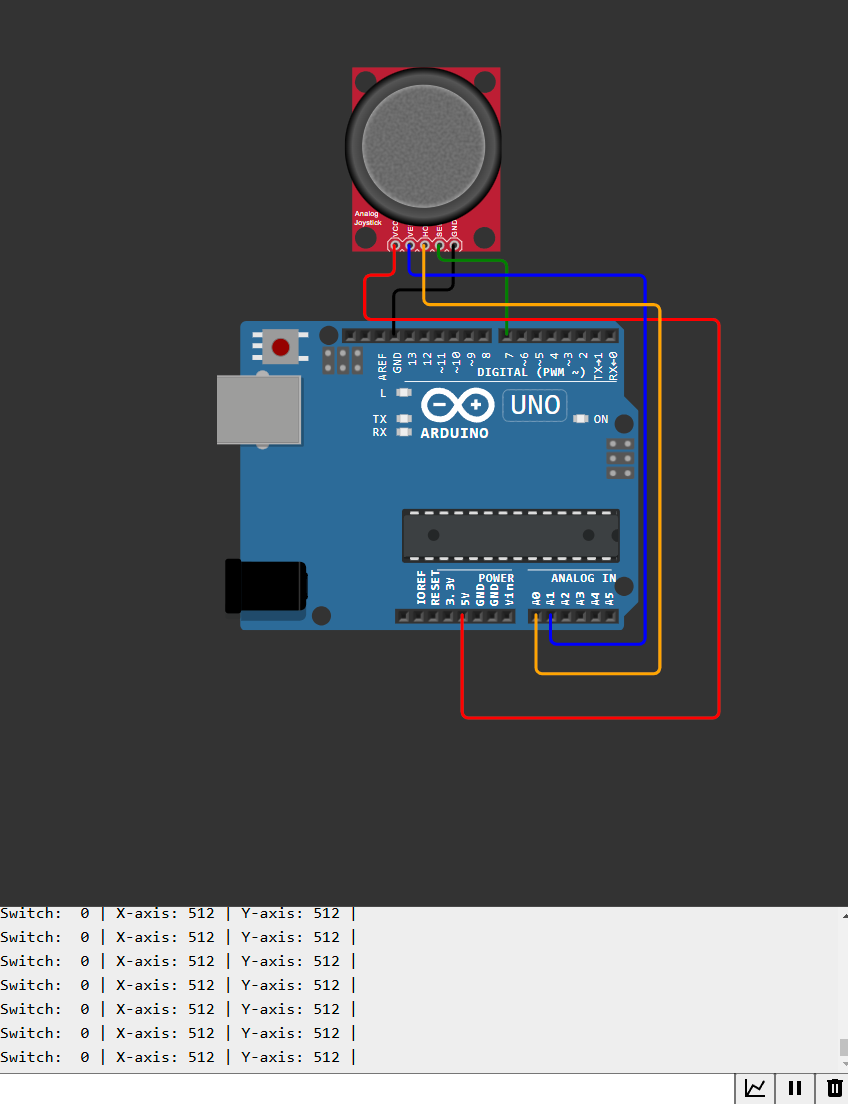 Analog
Joystick
VCC
VE
HO
SEL
GND
AREF
GND
13
12
~11
~10
~9
8
7
~6
~5
4
~3
2
TX→1
RX←0
DIGITAL (PWM ~)
L
TX
RX
UNO
ON
ARDUINO
POWER
ANALOG IN
IOREF
RESET
3.3V
5V
GND
GND
Vin
A0
A1
A2
A3
A4
A5
Switch:  0 | X-axis: 512 | Y-axis: 512 |
Switch:  0 | X-axis: 512 | Y-axis: 512 |
Switch:  0 | X-axis: 512 | Y-axis: 512 |
Switch:  0 | X-axis: 512 | Y-axis: 512 |
Switch:  0 | X-axis: 512 | Y-axis: 512 |
Switch:  0 | X-axis: 512 | Y-axis: 512 |
Switch:  0 | X-axis: 512 | Y-axis: 512 |